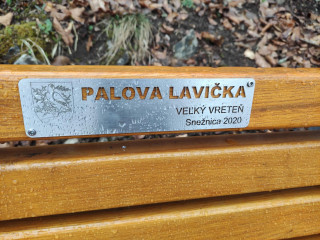 PALOVA LAVIČKA
VEĽKÝ VRETEŇ
Snežnica 2020